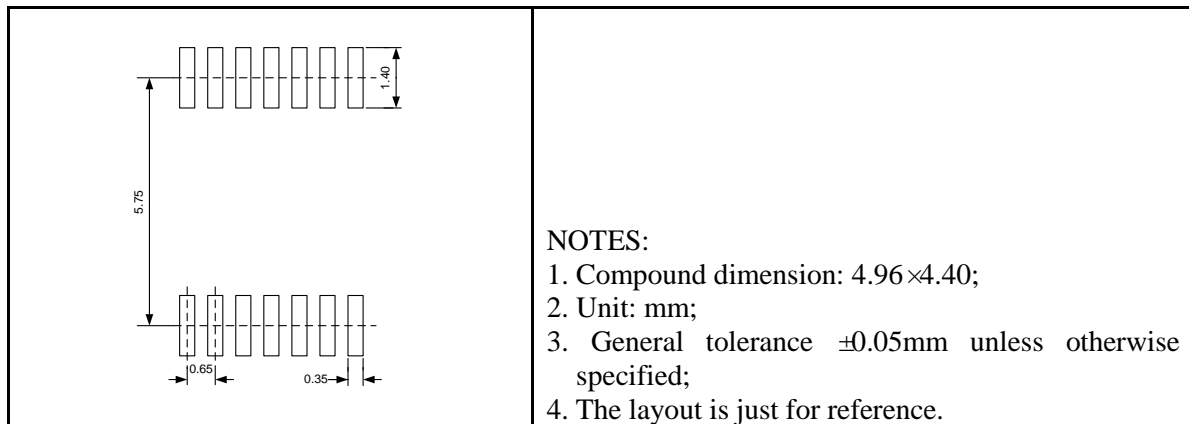 1.40
5.75
0.65
0.35
NOTES:
1. Compound dimension: 4.96×4.40;
2. Unit: mm;
3. General tolerance ±0.05mm unless otherwise
specified;
4. The layout is just for reference.